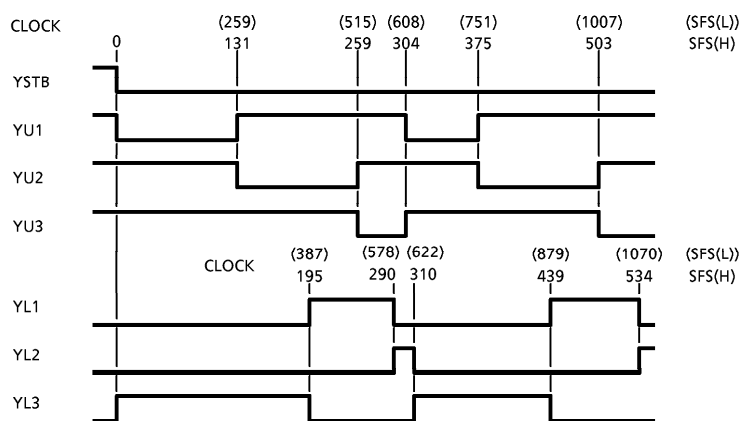 (259) (515) (608) (751) (1007) (SFS(L))
CLOCK
0 131 259 304 375 503 SFS(H)
YSTB
YU1
YU2
YU3
(387) (578) (622) (879) (1070) (SFS(L))
CLOCK
195 290 310 439 534 SFS(H)
YL1
YL2
YL3